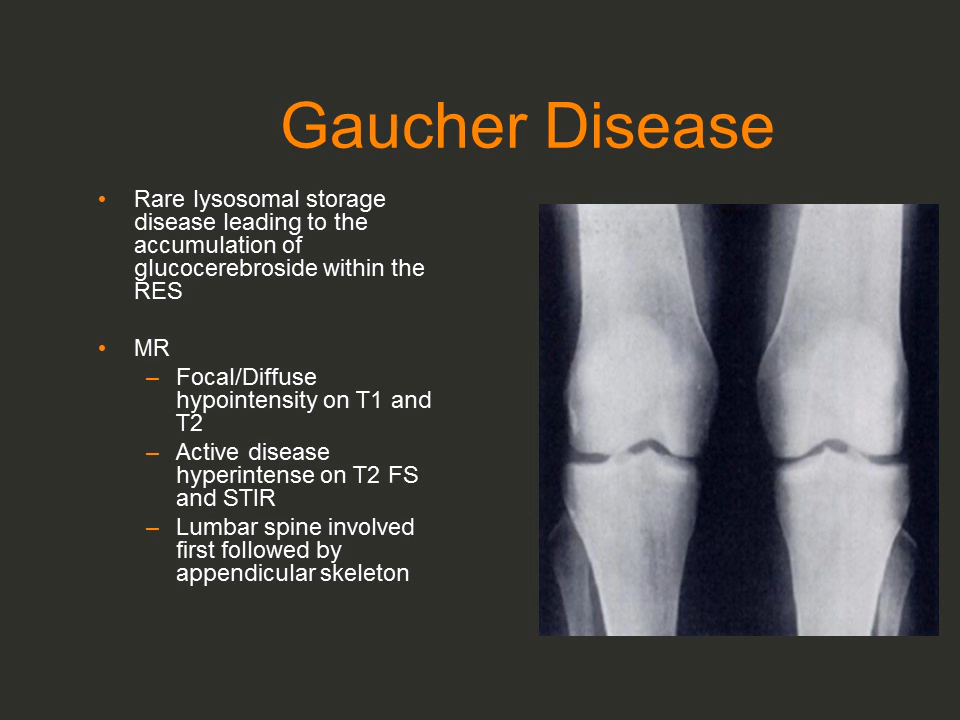 Gaucher Disease
• Rare lysosomal storage
disease leading to the
accumulation of
glucocerebroside within the
RES
• MR
– Focal/Diffuse
hypointensity on T1 and
T2
– Active disease
hyperintense on T2 FS
and STIR
– Lumbar spine involved
first followed by
appendicular skeleton